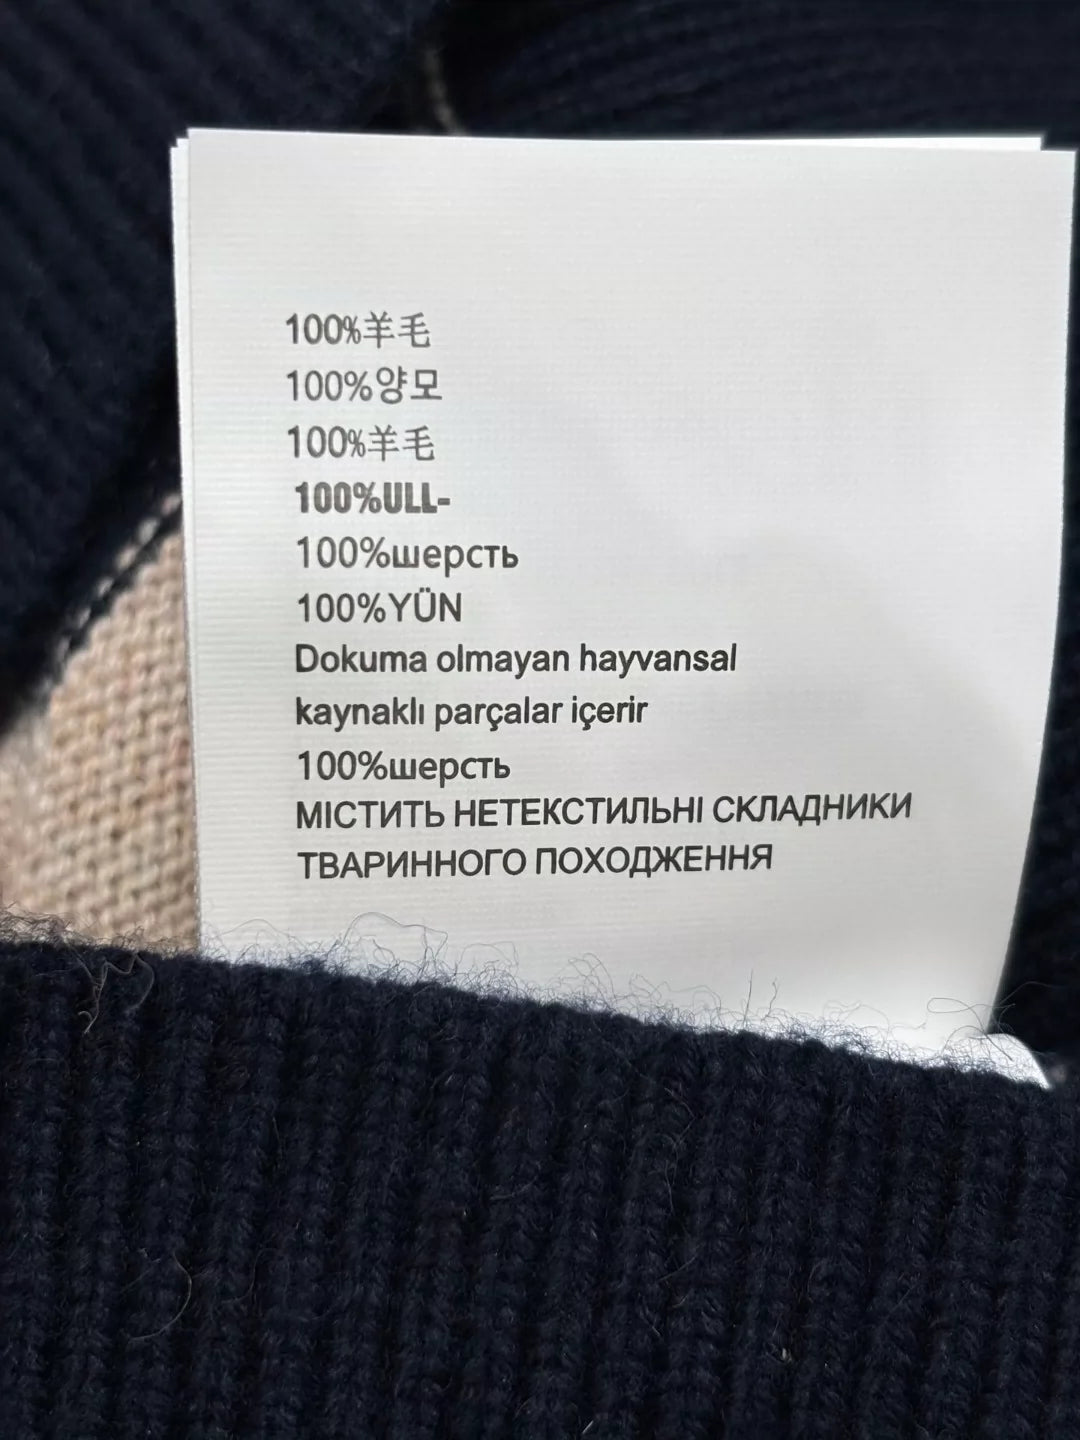 100%羊毛
100%양모
100%羊毛
100%ULL-
100%шерсть
100%YÜN
Dokuma olmayan hayvansal
kaynaklı parçalar içerir
100%шерсть
МІСТИТЬ НЕТЕКСТИЛЬНІ СКЛАДНИКИ
ТВАРИННОГО ПОХОДЖЕННЯ